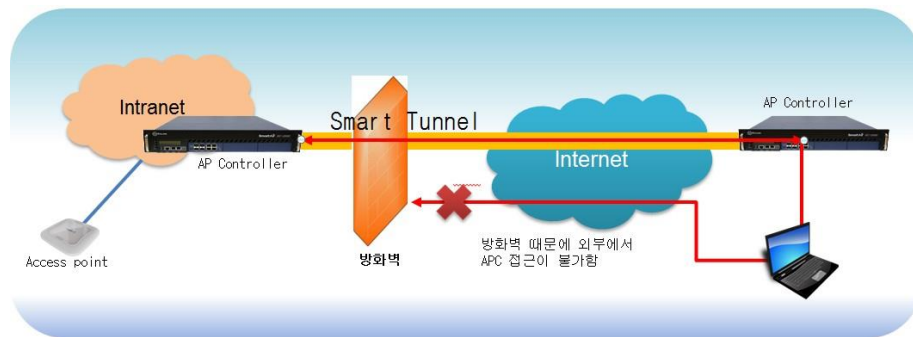 AP Controller
Intranet
Smart Tunnel
AP Controller
Internet
방화벽 때문에 외부에서
APC 접근이 불가함
Access point
방화벽